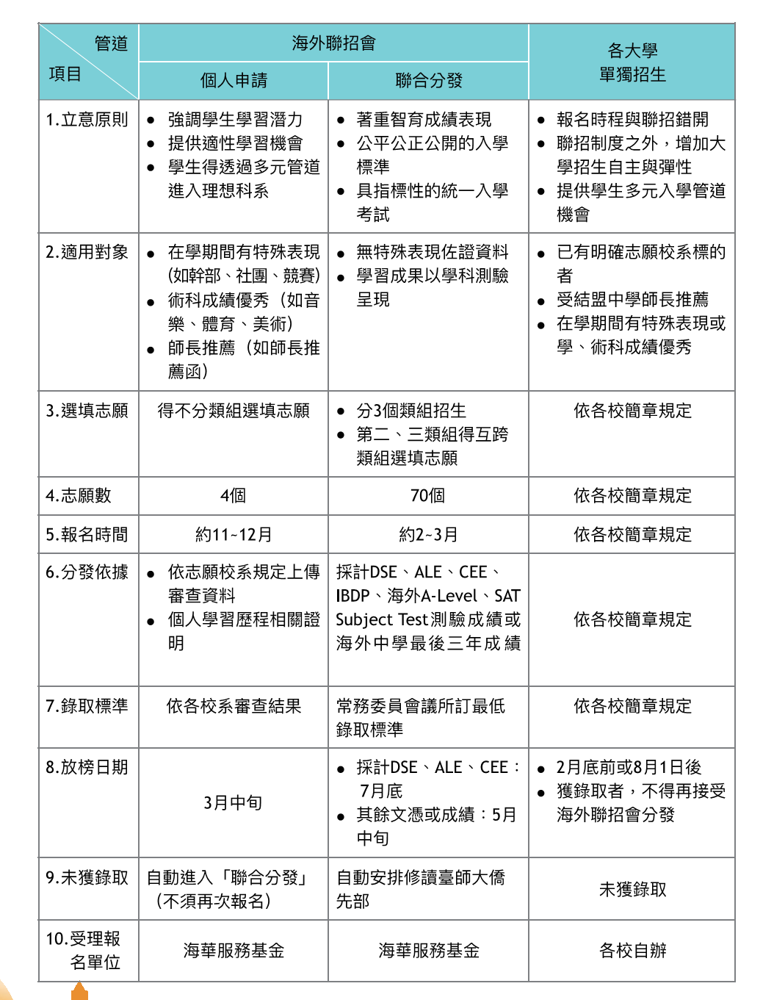 管道
項目
海外聯招會
個人申請
聯合分發
各大學
單獨招生
1.立意原則
● 強調學生學習潛力
● 提供適性學習機會
● 學生得透過多元管道
進入理想科系
● 著重智育成績表現
● 公平公正公開的入學
標準
● 具指標性的統一入學
考試
● 報名時程與聯招錯開
● 聯招制度之外，增加大
學招生自主與彈性
● 提供學生多元入學管道
機會
2.適用對象
● 在學期間有特殊表現
(如幹部、社團、競賽)
● 術科成績優秀（如音
樂、體育、美術）
● 師長推薦（如師長推
薦函）
● 無特殊表現佐證資料
● 學習成果以學科測驗
呈現
● 已有明確志願校系標的
者
● 受結盟中學師長推薦
● 在學期間有特殊表現或
學、術科成績優秀
3.選填志願
得不分類組選填志願
● 分3個類組招生
● 第二、三類組得互跨
類組選填志願
依各校簡章規定
4.志願數
4個
70個
依各校簡章規定
5.報名時間
約11~12月
約2~3月
依各校簡章規定
6.分發依據
● 依志願校系規定上傳
審查資料
● 個人學習歷程相關證
明
採計DSE、ALE、CEE、
IBDP、海外A-Level、SAT
Subject Test測驗成績或
海外中學最後三年成績
依各校簡章規定
7.錄取標準
依各校系審查結果
常務委員會議所訂最低
錄取標準
依各校簡章規定
8.放榜日期
3月中旬
● 採計DSE、ALE、CEE：
7月底
● 其餘文憑或成績：5月
中旬
● 2月底前或8月1日後
● 獲錄取者，不得再接受
海外聯招會分發
9.未獲錄取
自動進入「聯合分發」
（不須再次報名）
自動安排修讀臺師大僑
先部
未獲錄取
10.受理報
名單位
海華服務基金
海華服務基金
各校自辦